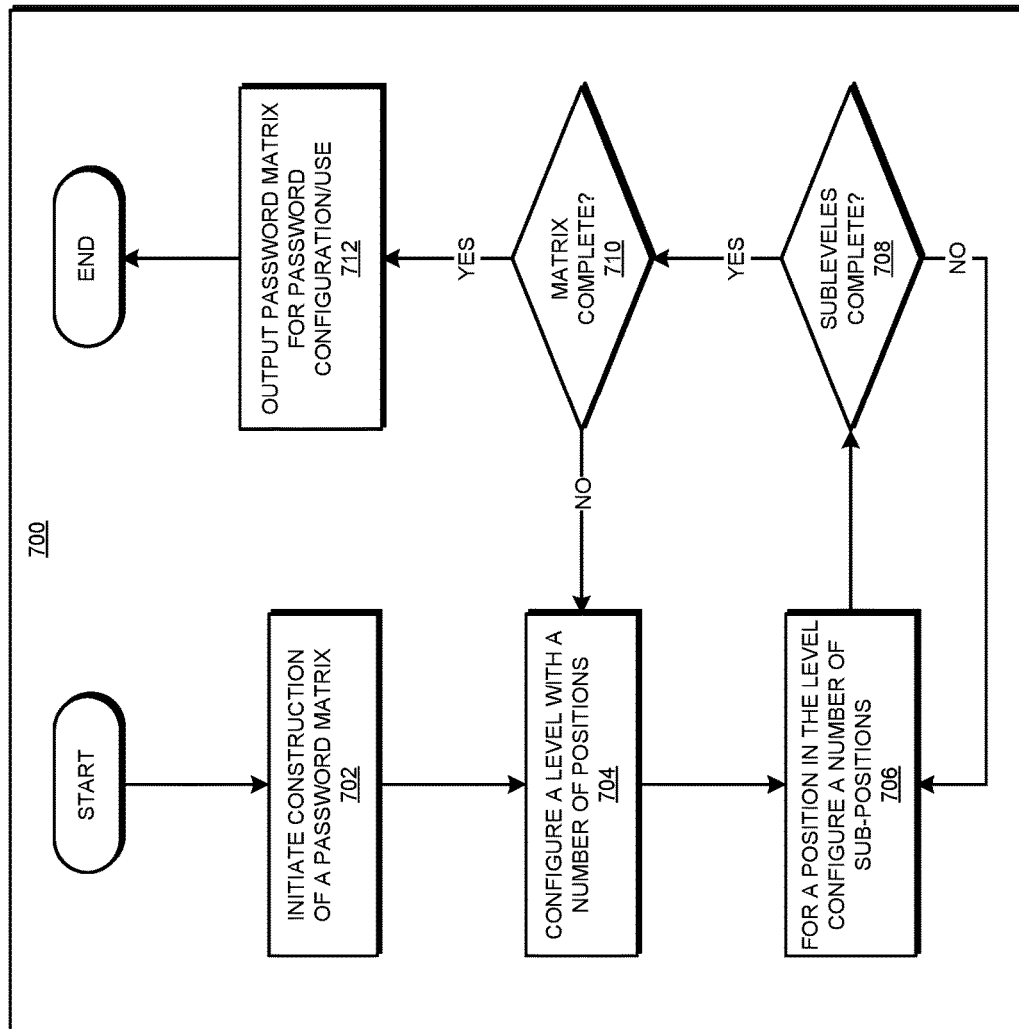 700
START
INITIATE CONSTRUCTION
OF A PASSWORD MATRIX
702
CONFIGURE A LEVEL WITH A
NUMBER OF POSITIONS
704
FOR A POSITION IN THE LEVEL
CONFIGURE A NUMBER OF
SUB-POSITIONS
706
SUBLEVELES
COMPLETE?
708
NO
YES
MATRIX
COMPLETE?
710
NO
YES
OUTPUT PASSWORD MATRIX
FOR PASSWORD
CONFIGURATION/USE
712
END